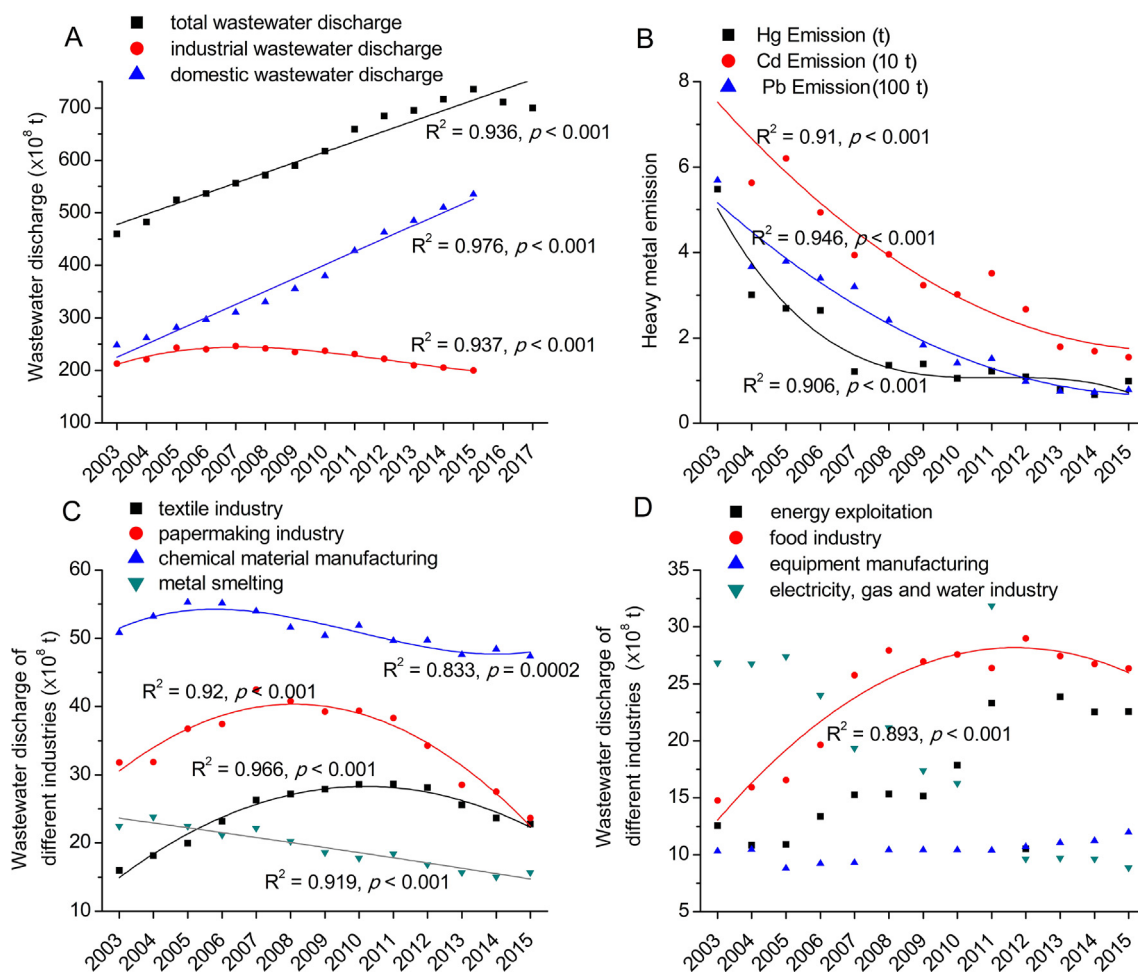 A
total wastewater discharge
industrial wastewater discharge
domestic wastewater discharge
Wastewater discharge (x10⁸ t)
700
600
500
400
300
200
100
R² = 0.936, p < 0.001
R² = 0.976, p < 0.001
R² = 0.937, p < 0.001
2003 2004 2005 2006 2007 2008 2009 2010 2011 2012 2013 2014 2015 2016 2017
B
Hg Emission (t)
Cd Emission (10 t)
Pb Emission (100 t)
Heavy metal emission
8
6
4
2
0
R² = 0.91, p < 0.001
R² = 0.946, p < 0.001
R² = 0.906, p < 0.001
2003 2004 2005 2006 2007 2008 2009 2010 2011 2012 2013 2014 2015
C
textile industry
papermaking industry
chemical material manufacturing
metal smelting
Wastewater discharge of
different industries (x10⁸ t)
60
50
40
30
20
10
R² = 0.833, p = 0.0002
R² = 0.92, p < 0.001
R² = 0.966, p < 0.001
R² = 0.919, p < 0.001
2003 2004 2005 2006 2007 2008 2009 2010 2011 2012 2013 2014 2015
D
energy exploitation
food industry
equipment manufacturing
electricity, gas and water industry
Wastewater discharge of
different industries (x10⁸ t)
35
30
25
20
15
10
5
R² = 0.893, p < 0.001
2003 2004 2005 2006 2007 2008 2009 2010 2011 2012 2013 2014 2015